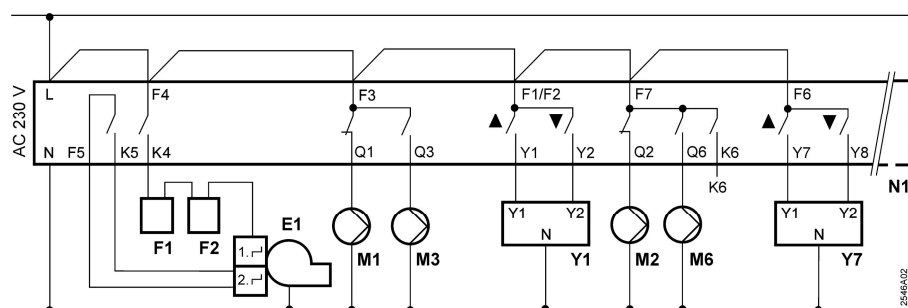 AC 230 V
L F4 F3 F1/F2 F7 F6
N F5 K5 K4 Q1 Q3 Y1 Y2 Q2 Q6 K6 Y7 Y8
K6
N1
F1 F2 E1
1.
2.
M1 M3
Y1 Y2
N
Y1
M2 M6
Y1 Y2
N
Y7
2546A02